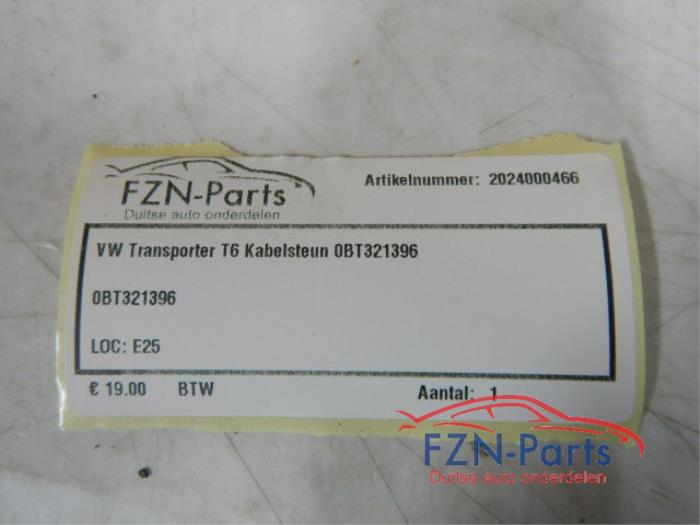 FZN-Parts
Duitse auto onderdelen
Artikelnummer: 2024000466
VW Transporter T6 Kabelsteun 0BT321396
0BT321396
LOC: E25
€ 19.00 BTW Aantal: 1
FZN-Parts
Duitse auto onderdelen